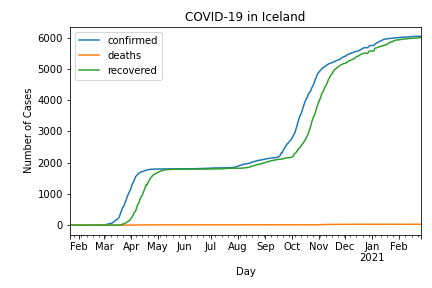 COVID-19 in Iceland
confirmed
deaths
recovered
Number of Cases
6000
5000
4000
3000
2000
1000
0
Feb Mar Apr May Jun Jul Aug Sep Oct Nov Dec Jan Feb
2021
Day